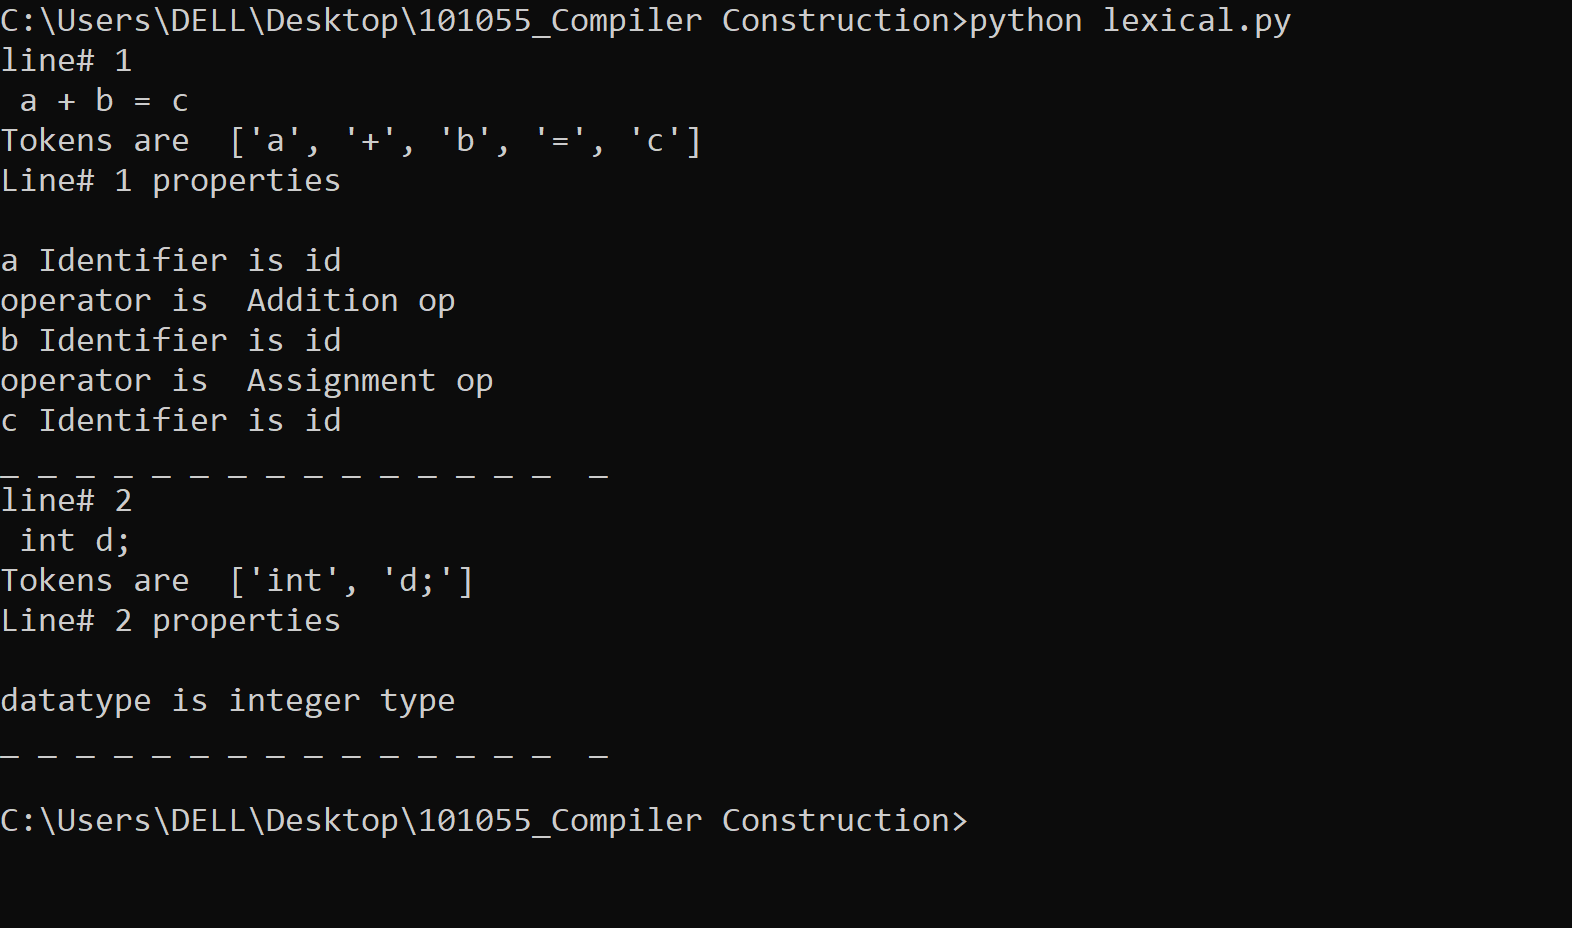 C:\Users\DELL\Desktop\101055_Compiler Construction>python lexical.py
line# 1
 a + b = c
Tokens are  ['a', '+', 'b', '=', 'c']
Line# 1 properties

a Identifier is id
operator is  Addition op
b Identifier is id
operator is  Assignment op
c Identifier is id
_ _ _ _ _ _ _ _ _ _ _ _ _ _ _  _
line# 2
 int d;
Tokens are  ['int', 'd;']
Line# 2 properties

datatype is integer type
_ _ _ _ _ _ _ _ _ _ _ _ _ _ _  _

C:\Users\DELL\Desktop\101055_Compiler Construction>